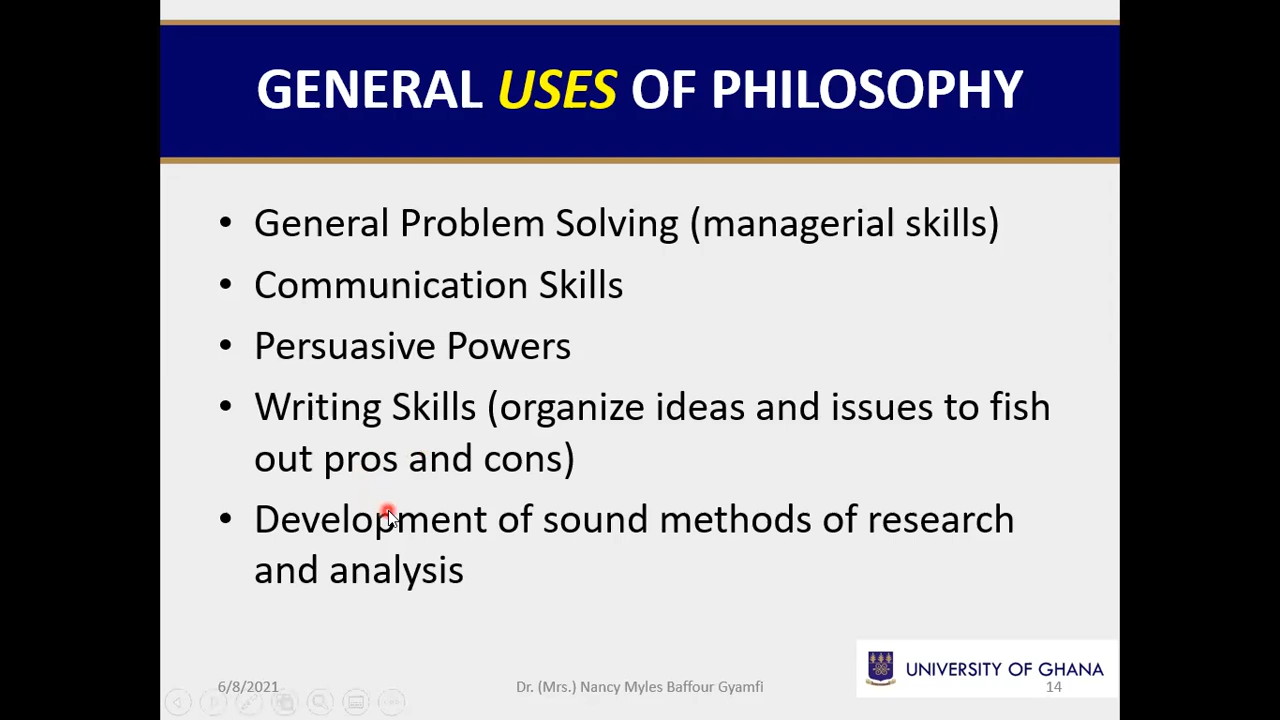 GENERAL USES OF PHILOSOPHY
• General Problem Solving (managerial skills)
• Communication Skills
• Persuasive Powers
• Writing Skills (organize ideas and issues to fish
out pros and cons)
• Development of sound methods of research
and analysis
UNIVERSITY OF GHANA
6/8/2021
Dr. (Mrs.) Nancy Myles Baffour Gyamfi
14